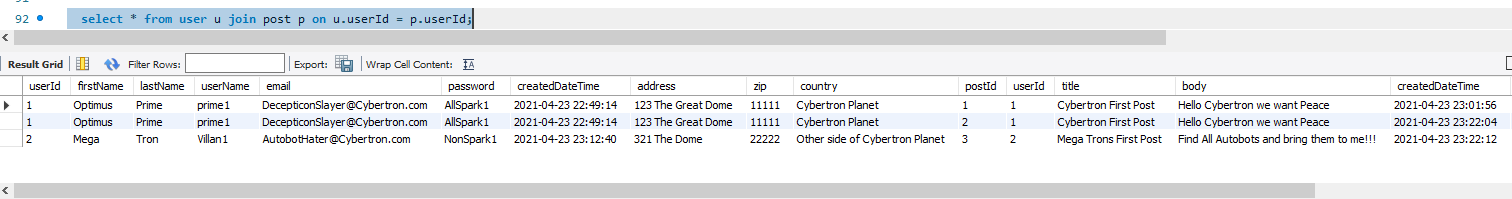 92 select * from user u join post p on u.userId = p.userId;
Result Grid Filter Rows: Export: Wrap Cell Content: IA
userId firstName lastName userName email password createdDateTime address zip country postId userId title body createdDateTime
1 Optimus Prime prime1 DecepticonSlayer@Cybertron.com AllSpark1 2021-04-23 22:49:14 123 The Great Dome 11111 Cybertron Planet 1 1 Cybertron First Post Hello Cybertron we want Peace 2021-04-23 23:01:56
1 Optimus Prime prime1 DecepticonSlayer@Cybertron.com AllSpark1 2021-04-23 22:49:14 123 The Great Dome 11111 Cybertron Planet 2 1 Cybertron First Post Hello Cybertron we want Peace 2021-04-23 23:22:04
2 Mega Tron Villan1 AutobotHater@Cybertron.com NonSpark1 2021-04-23 23:12:40 321 The Dome 22222 Other side of Cybertron Planet 3 2 Mega Trons First Post Find All Autobots and bring them to me!!! 2021-04-23 23:22:12